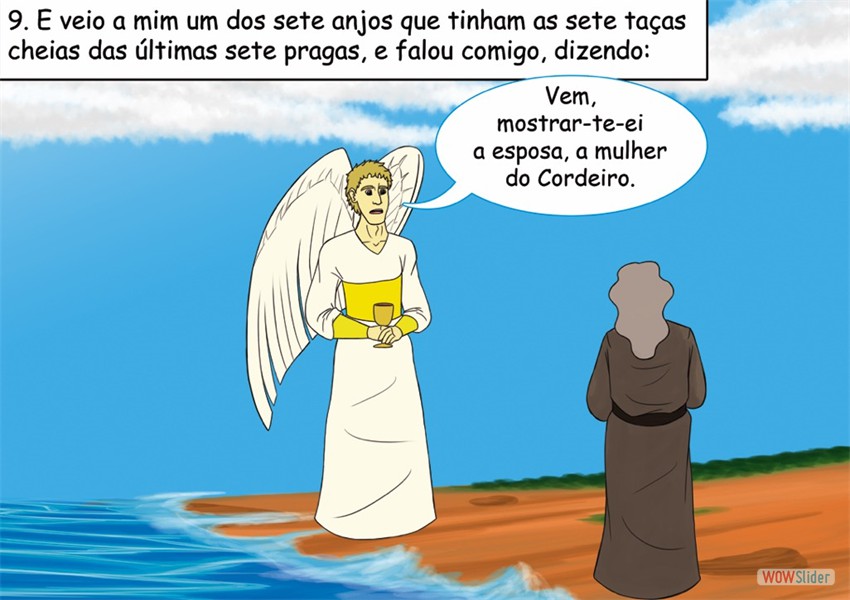 9. E veio a mim um dos sete anjos que tinham as sete taças
cheias das últimas sete pragas, e falou comigo, dizendo:
Vem,
mostrar-te-ei
a esposa, a mulher
do Cordeiro.
WOWSlider